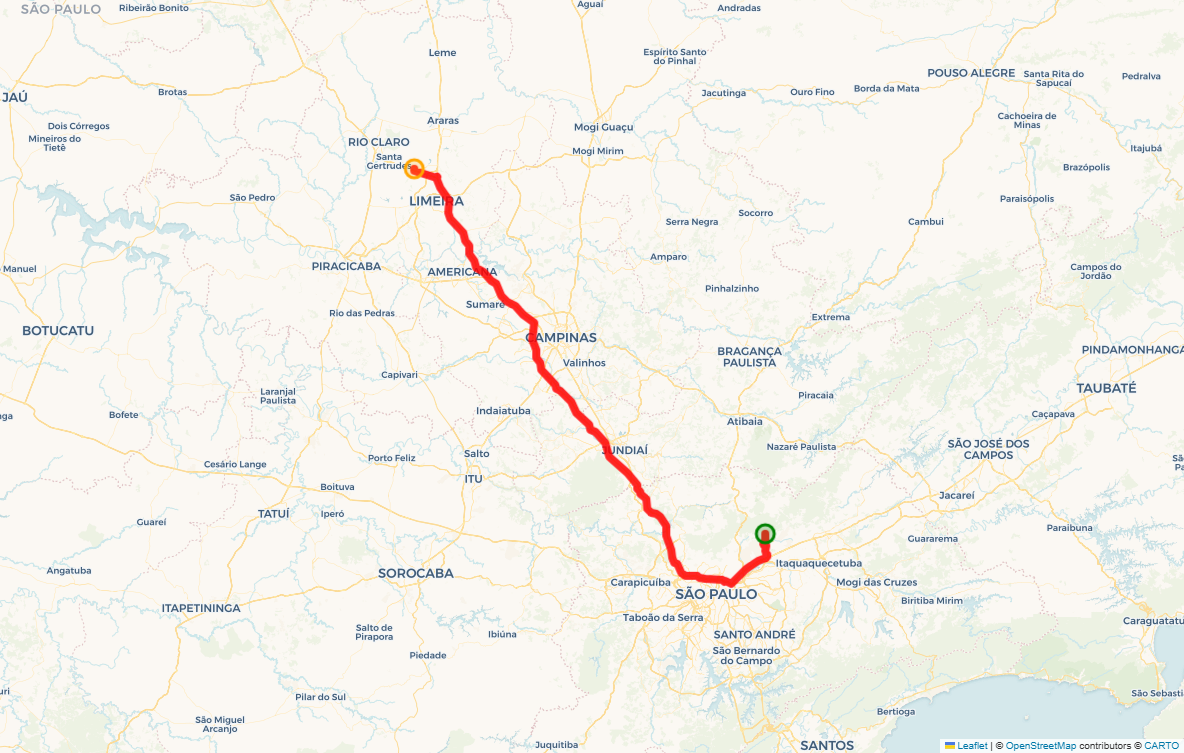 SÃO PAULO
Ribeirão Bonito
Aguaí
Andradas
Leme
Espírito Santo
do Pinhal
POUSO ALEGRE
Santa Rita do
Sapucaí
Pedralva
JAÚ
Brotas
Jacutinga
Ouro Fino
Borda da Mata
Dois Córregos
Mineiros do
Tietê
Araras
Mogi Guaçu
Cachoeira de
Minas
RIO CLARO
Mogi Mirim
Itajubá
Santa
Gertrudes
Brazópolis
São Pedro
LIMEIRA
Paraisópolis
Socorro
Serra Negra
Cambuí
Manuel
PIRACICABA
AMERICANA
Amparo
Campos do
Jordão
Pinhalzinho
Sumaré
Rio das Pedras
Extrema
BOTUCATU
CAMPINAS
BRAGANÇA
PAULISTA
PINDAMONHANGA
Valinhos
Capivari
TAUBATÉ
Laranjal
Paulista
Piracaia
Indaiatuba
Bofete
Caçapava
Atibaia
Nazaré Paulista
SÃO JOSÉ DOS
CAMPOS
JUNDIAÍ
Salto
Porto Feliz
Cesário Lange
ITU
Boituva
Jacareí
TATUÍ
Iperó
Guareí
Paraibuna
Guararema
Itaquaquecetuba
Angatuba
SOROCABA
Carapicuíba
Mogi das Cruzes
SÃO PAULO
Biritiba Mirim
ITAPETININGA
Taboão da Serra
Caraguatatu
Salto de
Pirapora
Ibiúna
SANTO ANDRÉ
São Bernardo
do Campo
Piedade
Pilar do Sul
São Sebasti
São Miguel
Arcanjo
Bertioga
Juquitiba
SANTOS
Leaflet | © OpenStreetMap contributors © CARTO